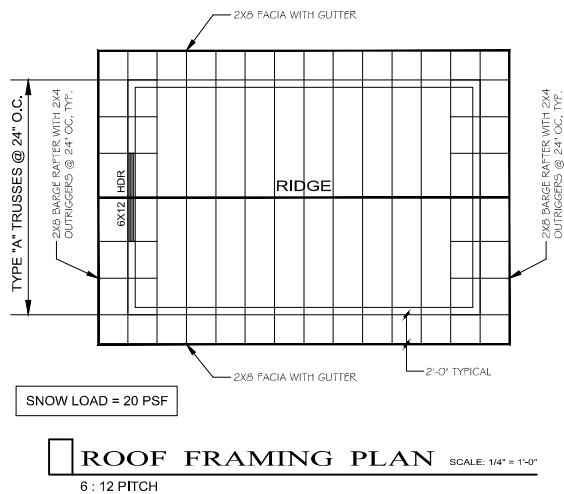 2X8 FACIA WITH GUTTER
TYPE "A" TRUSSES @ 24" O.C.
2X8 BARGE RAFTER WITH 2X4
OUTRIGGERS @ 24" OC, TYP.
6X12 HDR
RIDGE
2X8 BARGE RAFTER WITH 2X4
OUTRIGGERS @ 24" OC, TYP.
2X8 FACIA WITH GUTTER
2'-0" TYPICAL
SNOW LOAD = 20 PSF
ROOF FRAMING PLAN SCALE: 1/4" = 1'-0"
6 : 12 PITCH